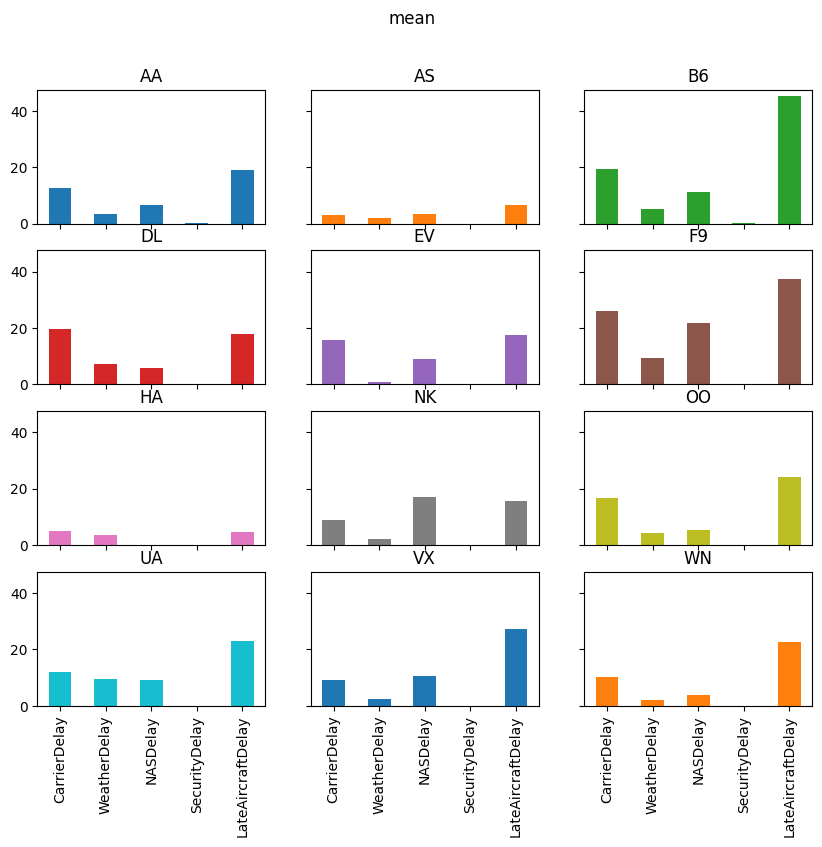 mean
AA AS B6
40
20
0
DL EV F9
40
20
0
HA NK OO
40
20
0
UA VX WN
40
20
0
CarrierDelay WeatherDelay NASDelay SecurityDelay LateAircraftDelay CarrierDelay WeatherDelay NASDelay SecurityDelay LateAircraftDelay CarrierDelay WeatherDelay NASDelay SecurityDelay LateAircraftDelay